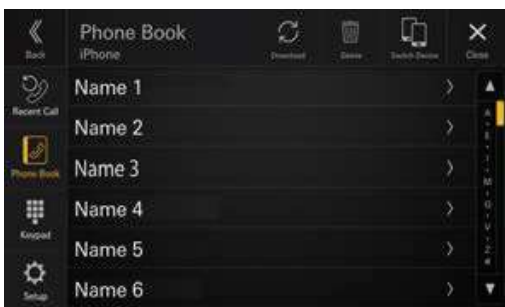 Back
Phone Book
iPhone
Download
Delete
Switch Device
Close
Recent Call
Phone Book
Keypad
Setup
Name 1
Name 2
Name 3
Name 4
Name 5
Name 6
A
E
I
M
Q
V
Z
#